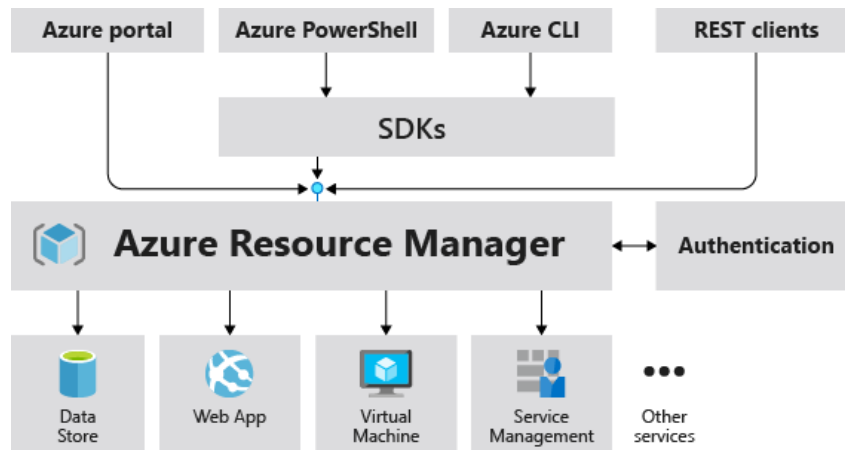 Azure portal
Azure PowerShell
Azure CLI
REST clients
SDKs
Azure Resource Manager
Authentication
Data
Store
Web App
Virtual
Machine
Service
Management
Other
services